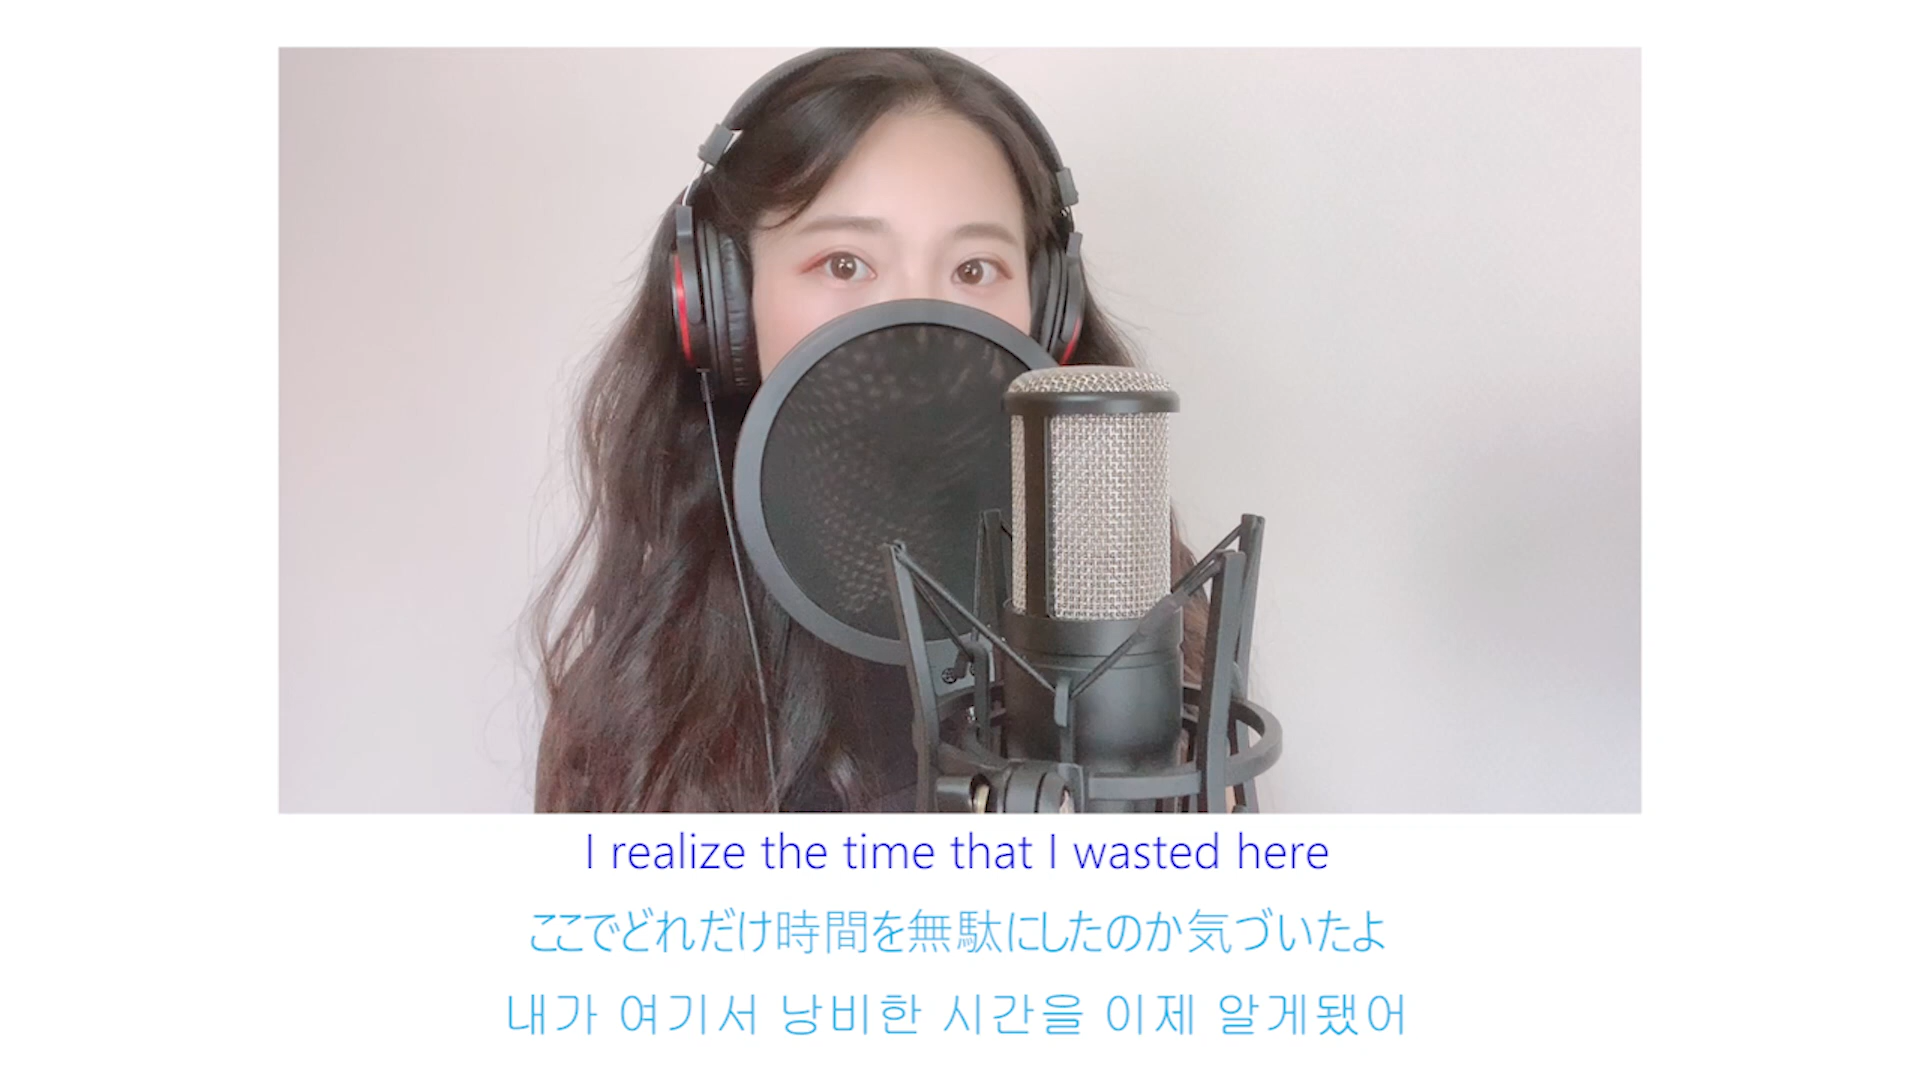 I realize the time that I wasted here
ここでどれだけ時間を無駄にしたのか気づいたよ
내가 여기서 낭비한 시간을 이제 알게됐어